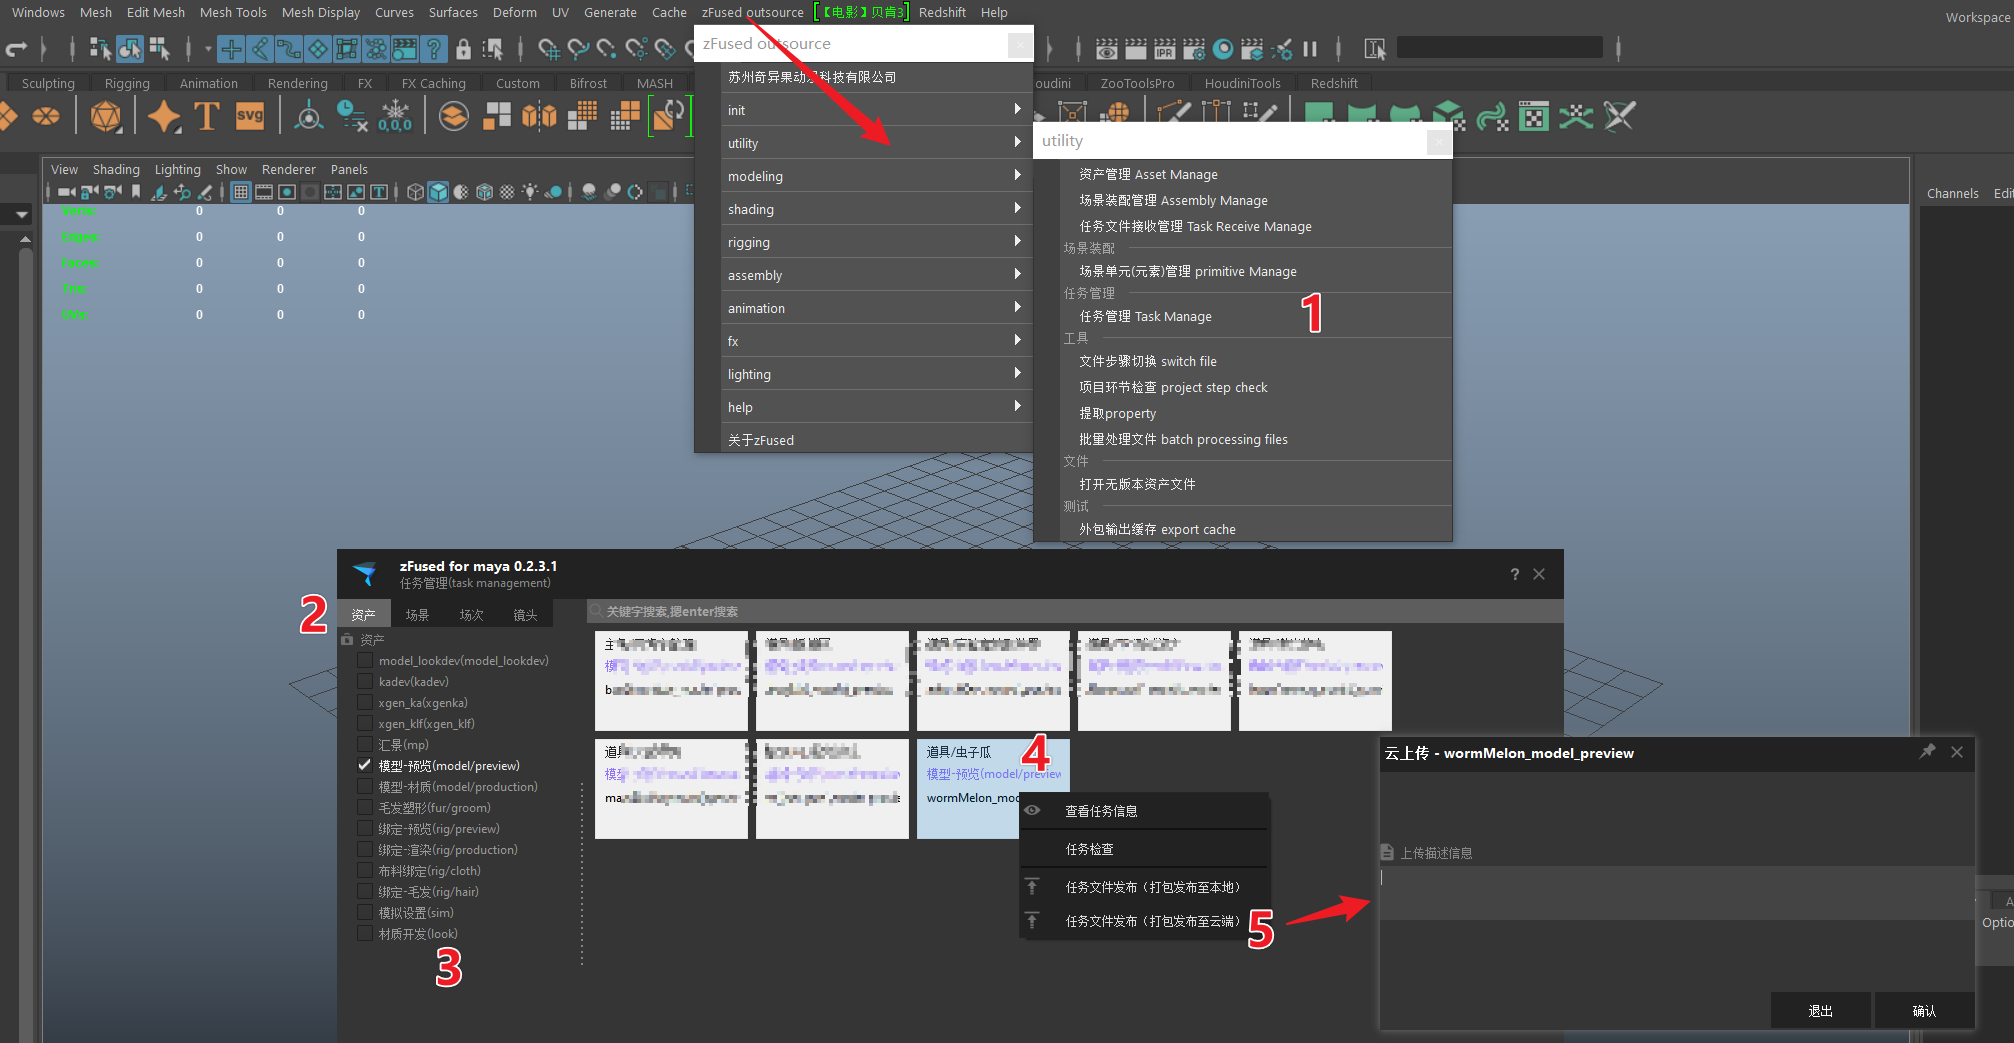 Windows Mesh Edit Mesh Mesh Tools Mesh Display Curves Surfaces Deform UV Generate Cache zFused outsource 【电影】贝肯3 Redshift Help
Workspace
IPR
Sculpting Rigging Animation Rendering FX FX Caching Custom Bifrost MASH
oudini ZooToolsPro HoudiniTools Redshift
T svg 0,0,0
View Shading Lighting Show Renderer Panels
Verts: 0 0 0
Edges: 0 0 0
Faces: 0 0 0
Tris: 0 0 0
UVs: 0 0 0
Channels Edit
zFused outsource
苏州奇异果动漫科技有限公司
init
utility
modeling
shading
rigging
assembly
animation
fx
lighting
help
关于zFused
utility
资产管理 Asset Manage
场景装配管理 Assembly Manage
任务文件接收管理 Task Receive Manage
场景装配
场景单元(元素)管理 primitive Manage
任务管理
任务管理 Task Manage
1
工具
文件步骤切换 switch file
项目环节检查 project step check
提取property
批量处理文件 batch processing files
文件
打开无版本资产文件
测试
外包输出缓存 export cache
zFused for maya 0.2.3.1
任务管理(task management)
?
2
资产 场景 场次 镜头
关键字搜索,摁enter搜索
资产
model_lookdev(model_lookdev)
kadev(kadev)
xgen_ka(xgenka)
xgen_klf(xgen_klf)
汇景(mp)
模型-预览(model/preview)
模型-材质(model/production)
毛发塑形(fur/groom)
绑定-预览(rig/preview)
绑定-渲染(rig/production)
布料绑定(rig/cloth)
绑定-毛发(rig/hair)
模拟设置(sim)
材质开发(look)
3
道具/虫子瓜
模型-预览(model/preview
wormMelon_mod
4
查看任务信息
任务检查
任务文件发布（打包发布至本地）
任务文件发布（打包发布至云端）
5
云上传 - wormMelon_model_preview
上传描述信息
退出 确认
A
Optio